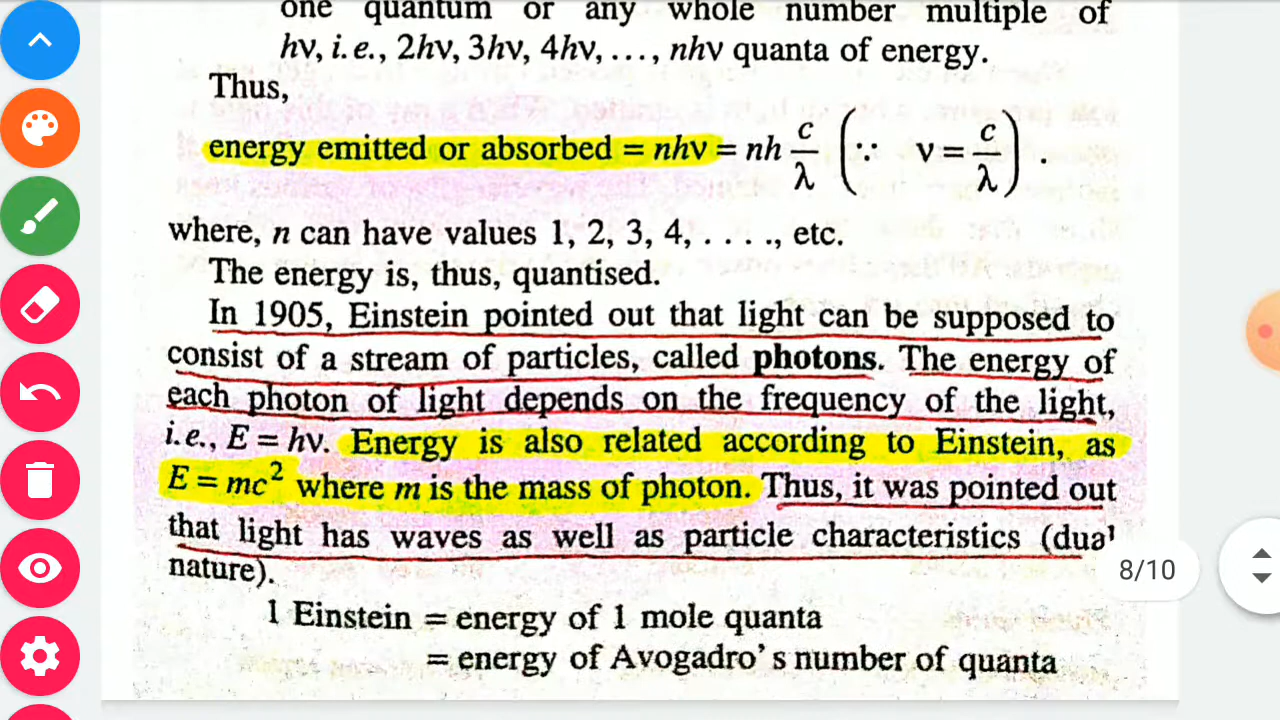 one quantum or any whole number multiple of
hν, i.e., 2hν, 3hν, 4hν, ..., nhν quanta of energy.
Thus,
energy emitted or absorbed = nhν = nh c/λ (∵ ν = c/λ) .
where, n can have values 1, 2, 3, 4, . . . ., etc.
The energy is, thus, quantised.
In 1905, Einstein pointed out that light can be supposed to
consist of a stream of particles, called photons. The energy of
each photon of light depends on the frequency of the light,
i.e., E = hν. Energy is also related according to Einstein, as
E = mc² where m is the mass of photon. Thus, it was pointed out
that light has waves as well as particle characteristics (dual
nature).
8/10
1 Einstein = energy of 1 mole quanta
= energy of Avogadro's number of quanta